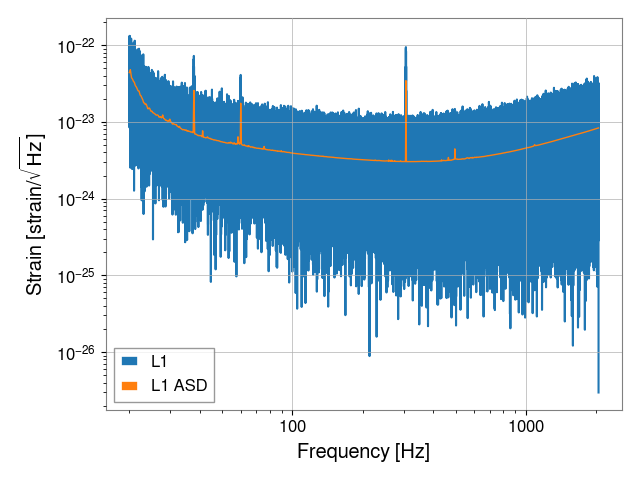 10⁻²²
10⁻²³
10⁻²⁴
10⁻²⁵
10⁻²⁶
Strain [strain/√Hz]
L1
L1 ASD
100
1000
Frequency [Hz]